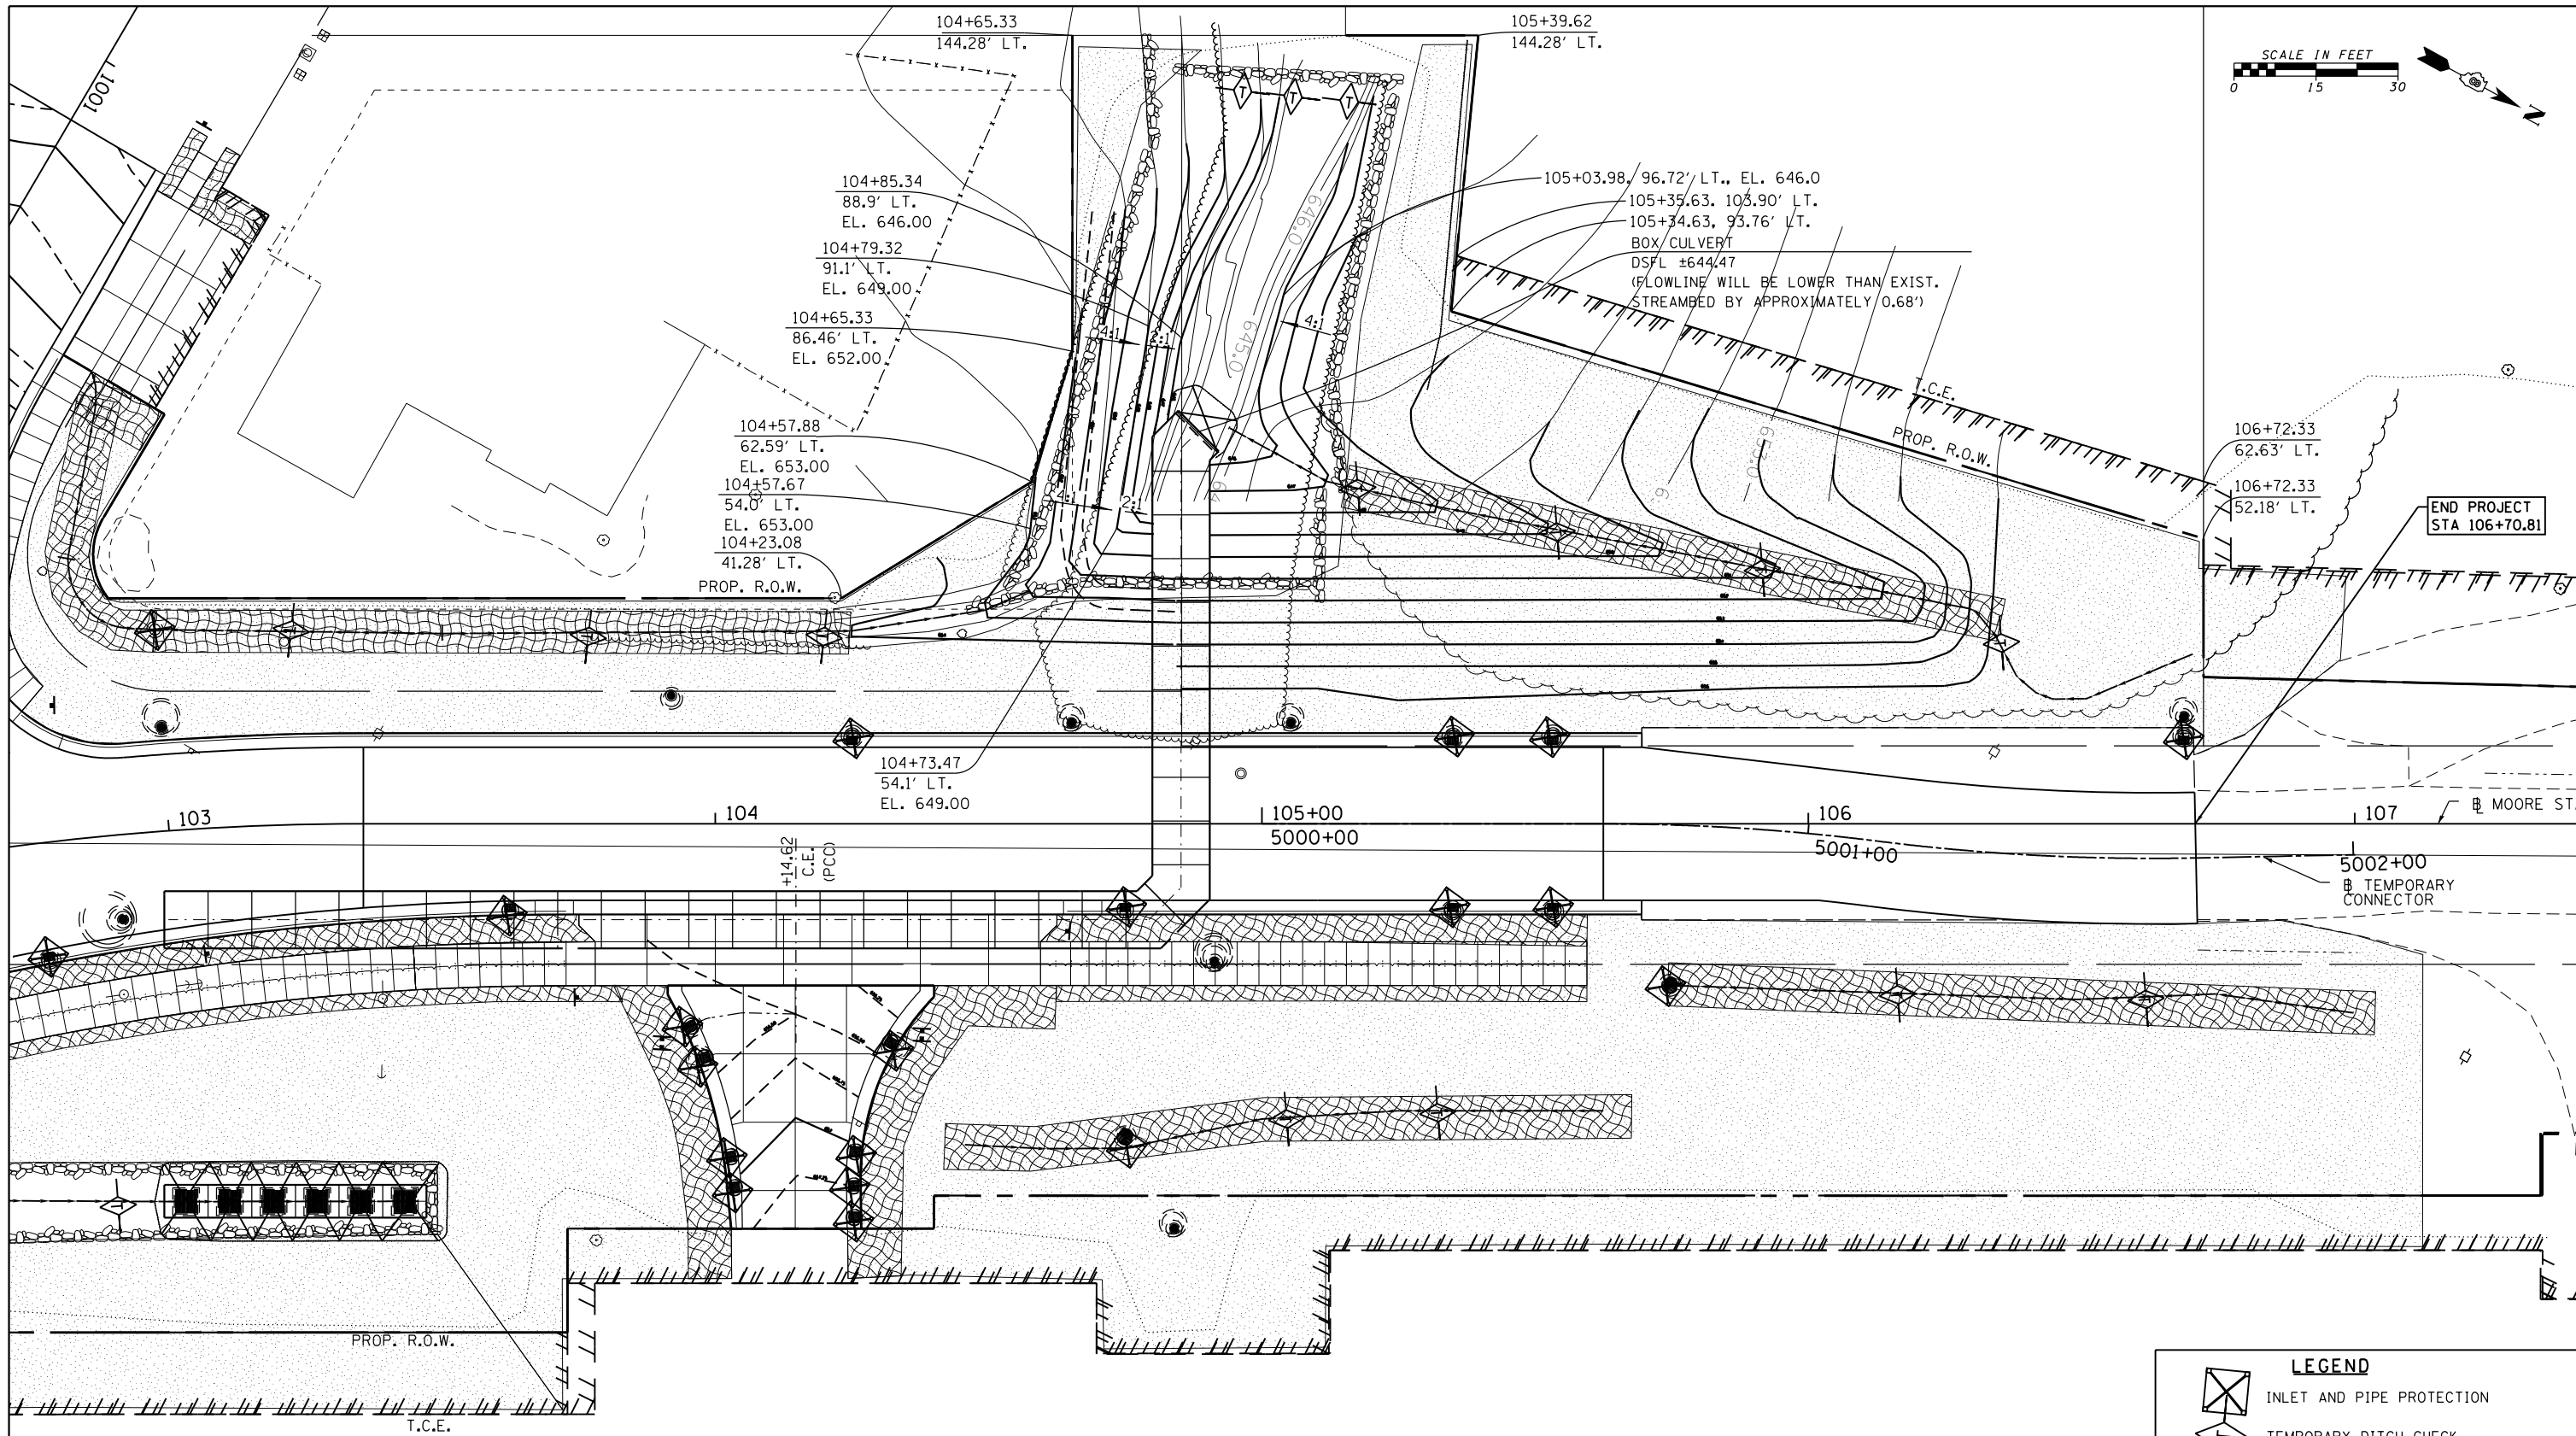 104+65.33
144.28' LT.
105+39.62
144.28' LT.
SCALE IN FEET
0 15 30
N
1001
T T T
104+85.34
88.9' LT.
EL. 646.00
104+79.32
91.1' LT.
EL. 649.00
104+65.33
86.46' LT.
EL. 652.00
646.0
645.0
4:1
2:1
4:1
105+03.98, 96.72' LT., EL. 646.0
105+35.63. 103.90' LT.
105+34.63, 93.76' LT.
BOX CULVERT
DSFL ±644.47
(FLOWLINE WILL BE LOWER THAN EXIST.
STREAMBED BY APPROXIMATELY 0.68')
T.C.E.
PROP. R.O.W.
104+57.88
62.59' LT.
EL. 653.00
104+57.67
54.0' LT.
EL. 653.00
104+23.08
41.28' LT.
PROP. R.O.W.
2:1
106+72.33
62.63' LT.
106+72.33
52.18' LT.
END PROJECT
STA 106+70.81
104+73.47
54.1' LT.
EL. 649.00
103 104 105+00 106 107
5000+00 5001+00 5002+00
+14.62
C.E.
(PCC)
MOORE ST
TEMPORARY
CONNECTOR
PROP. R.O.W.
T.C.E.
LEGEND
INLET AND PIPE PROTECTION
TEMPORARY DITCH CHECK